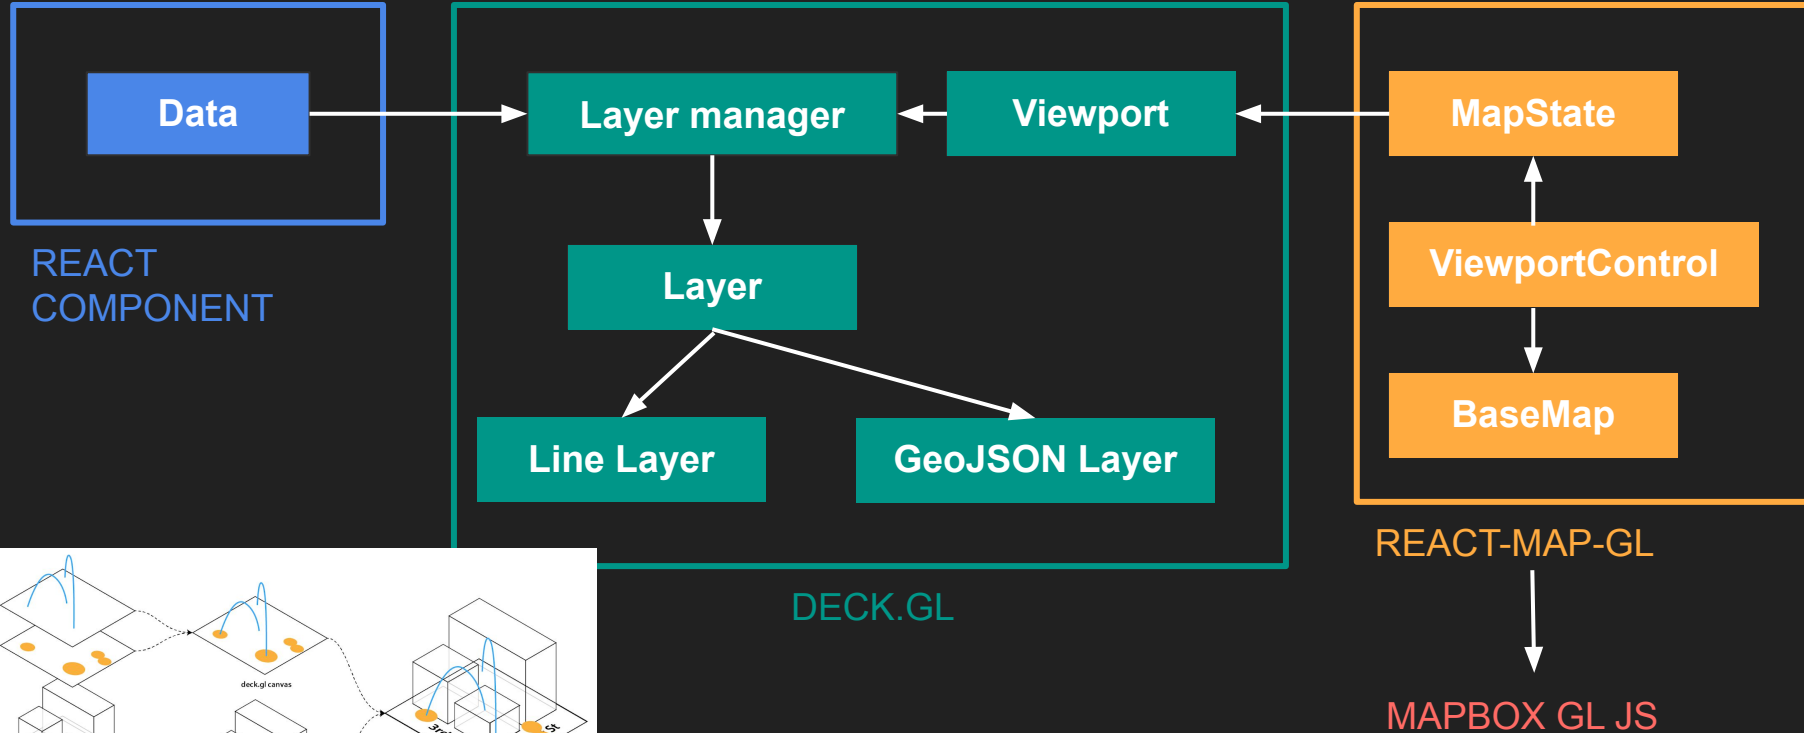 Data
Layer manager
Viewport
MapState
ViewportControl
BaseMap
Layer
Line Layer
GeoJSON Layer
REACT
COMPONENT
DECK.GL
REACT-MAP-GL
MAPBOX GL JS
deck.gl canvas
St